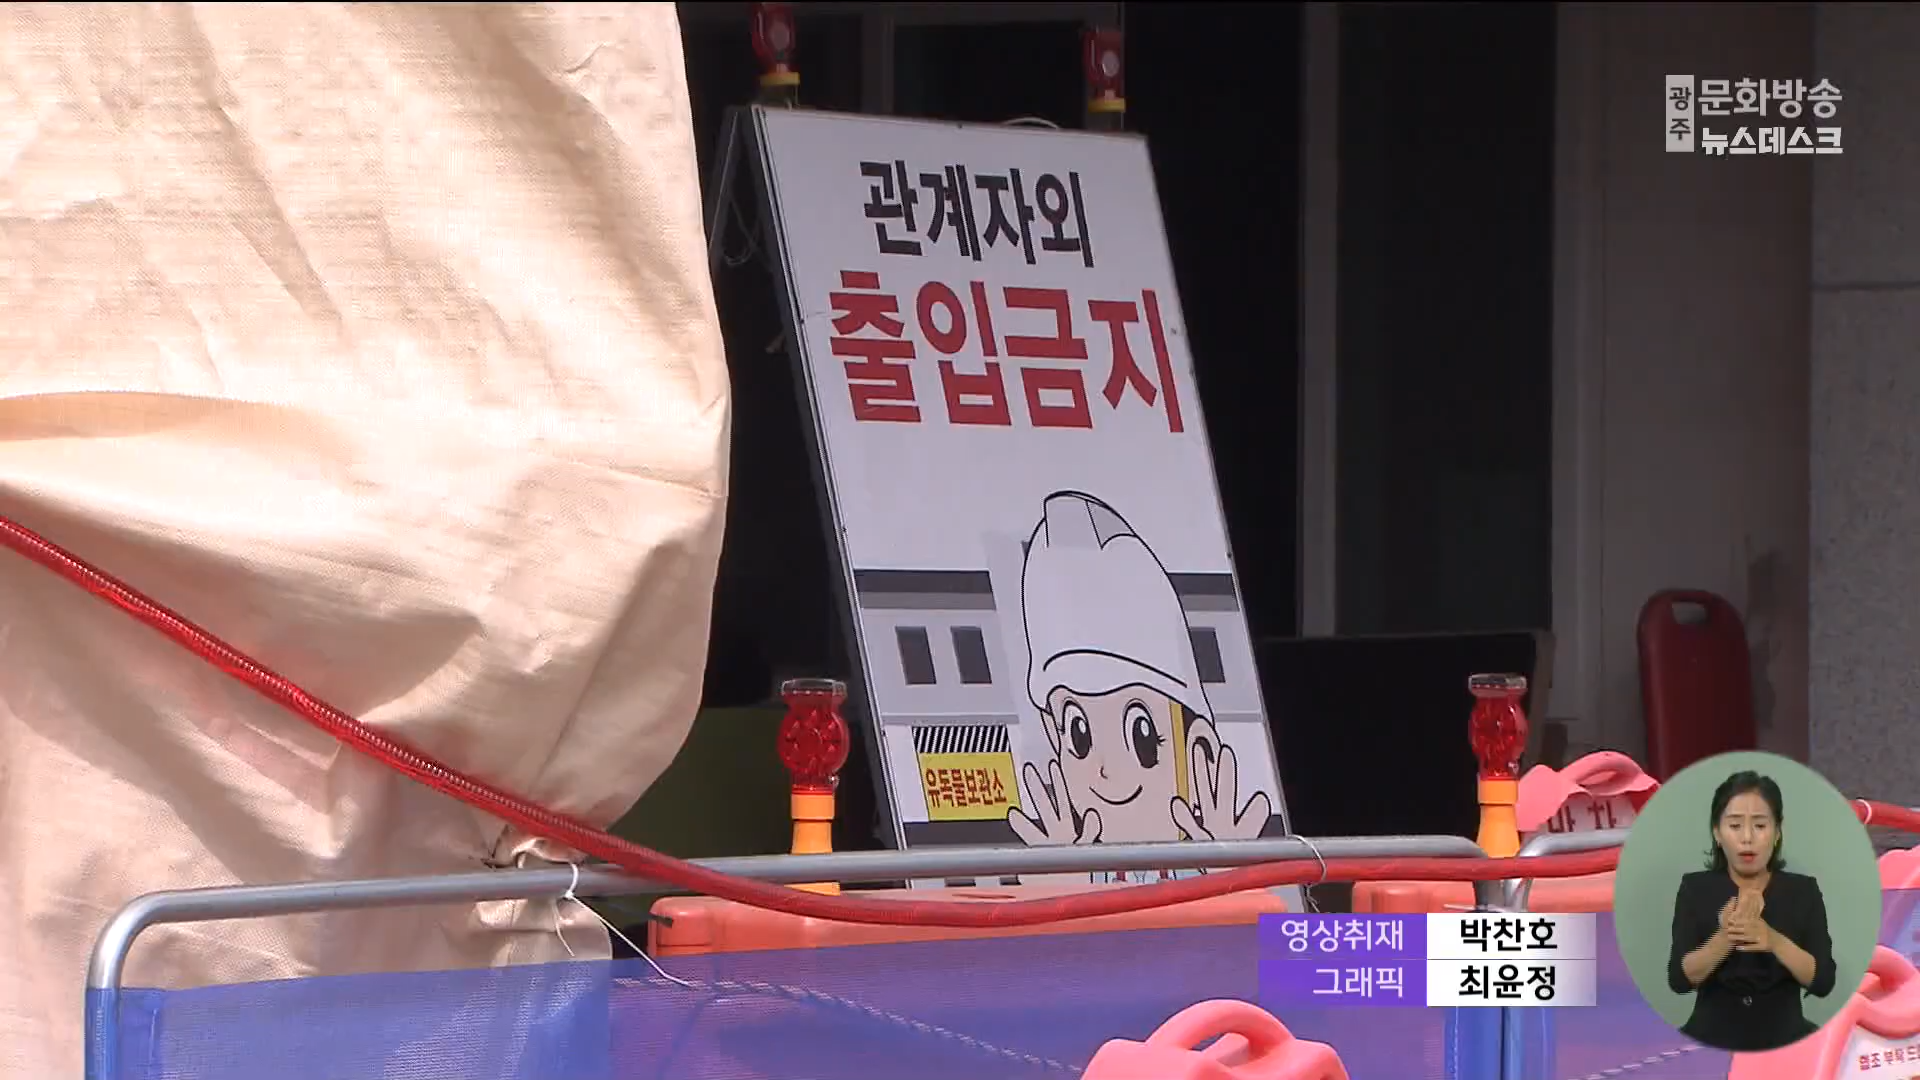 광주
문화방송
뉴스데스크
관계자외
출입금지
유독물보관소
영상취재 박찬호
그래픽 최윤정